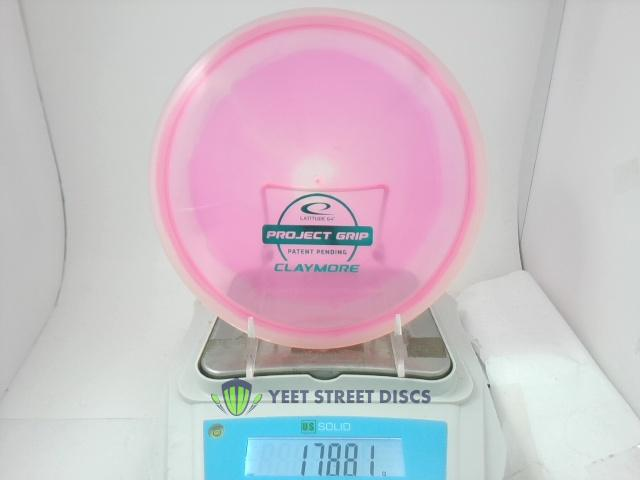 LATITUDE 64°
PROJECT GRIP
PATENT PENDING
CLAYMORE
YEET STREET DISCS
US SOLID
178.81 g